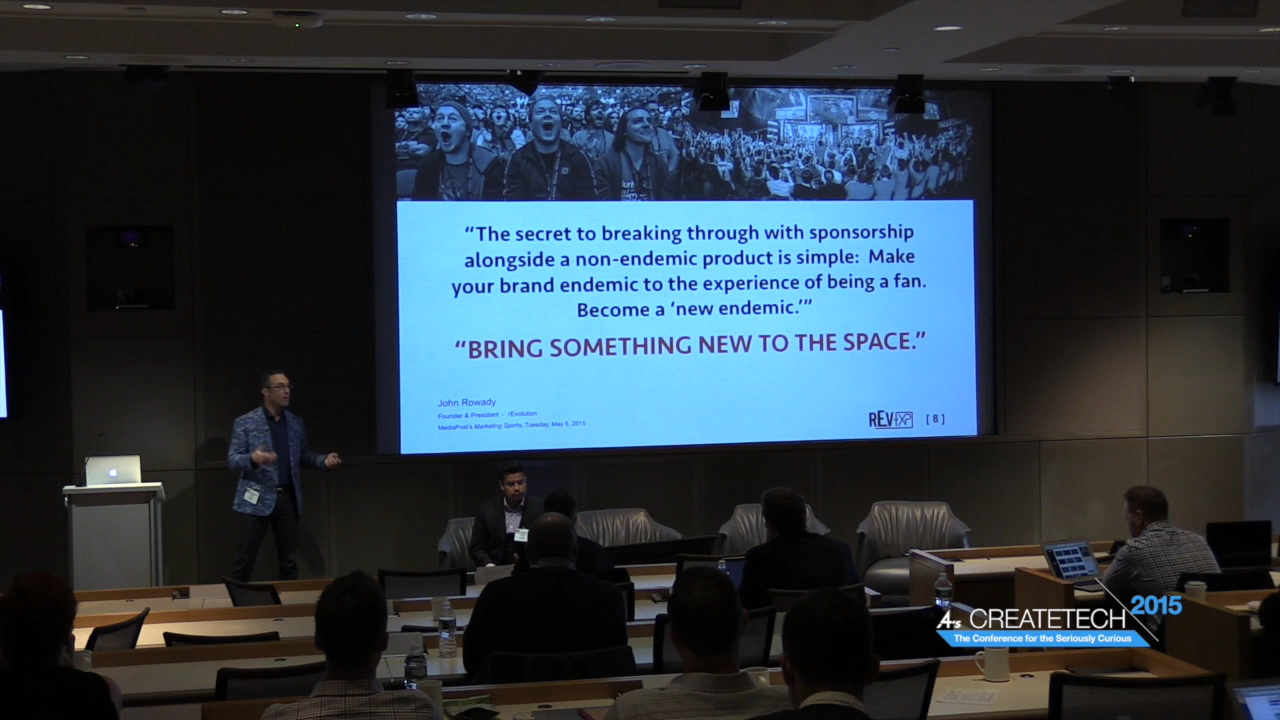 “The secret to breaking through with sponsorship
alongside a non-endemic product is simple: Make
your brand endemic to the experience of being a fan.
Become a ‘new endemic.’”
“BRING SOMETHING NEW TO THE SPACE.”
John Rowady
Founder & President - rEvolution
MediaPost's Marketing Sports, Tuesday, May 5, 2015
rEV/XP [8]
4A's CREATETECH 2015
The Conference for the Seriously Curious